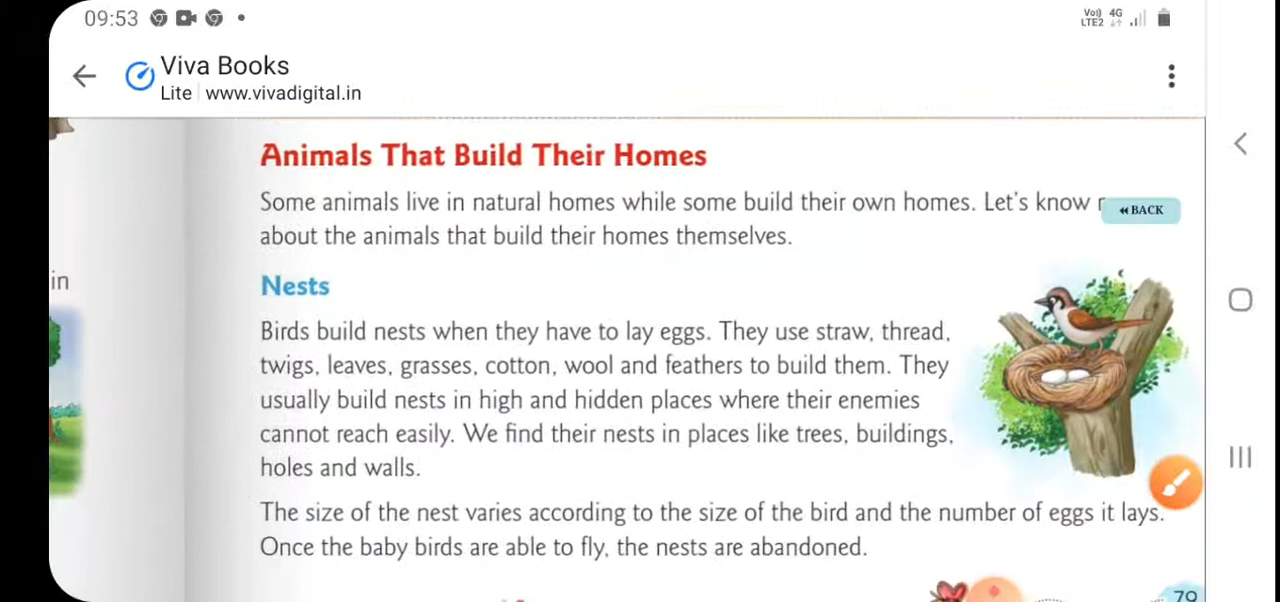 09:53
Vo)) 4G
LTE2
Viva Books
Lite www.vivadigital.in
Animals That Build Their Homes
Some animals live in natural homes while some build their own homes. Let's know
BACK
about the animals that build their homes themselves.
in
Nests
Birds build nests when they have to lay eggs. They use straw, thread,
twigs, leaves, grasses, cotton, wool and feathers to build them. They
usually build nests in high and hidden places where their enemies
cannot reach easily. We find their nests in places like trees, buildings,
holes and walls.
The size of the nest varies according to the size of the bird and the number of eggs it lays.
Once the baby birds are able to fly, the nests are abandoned.